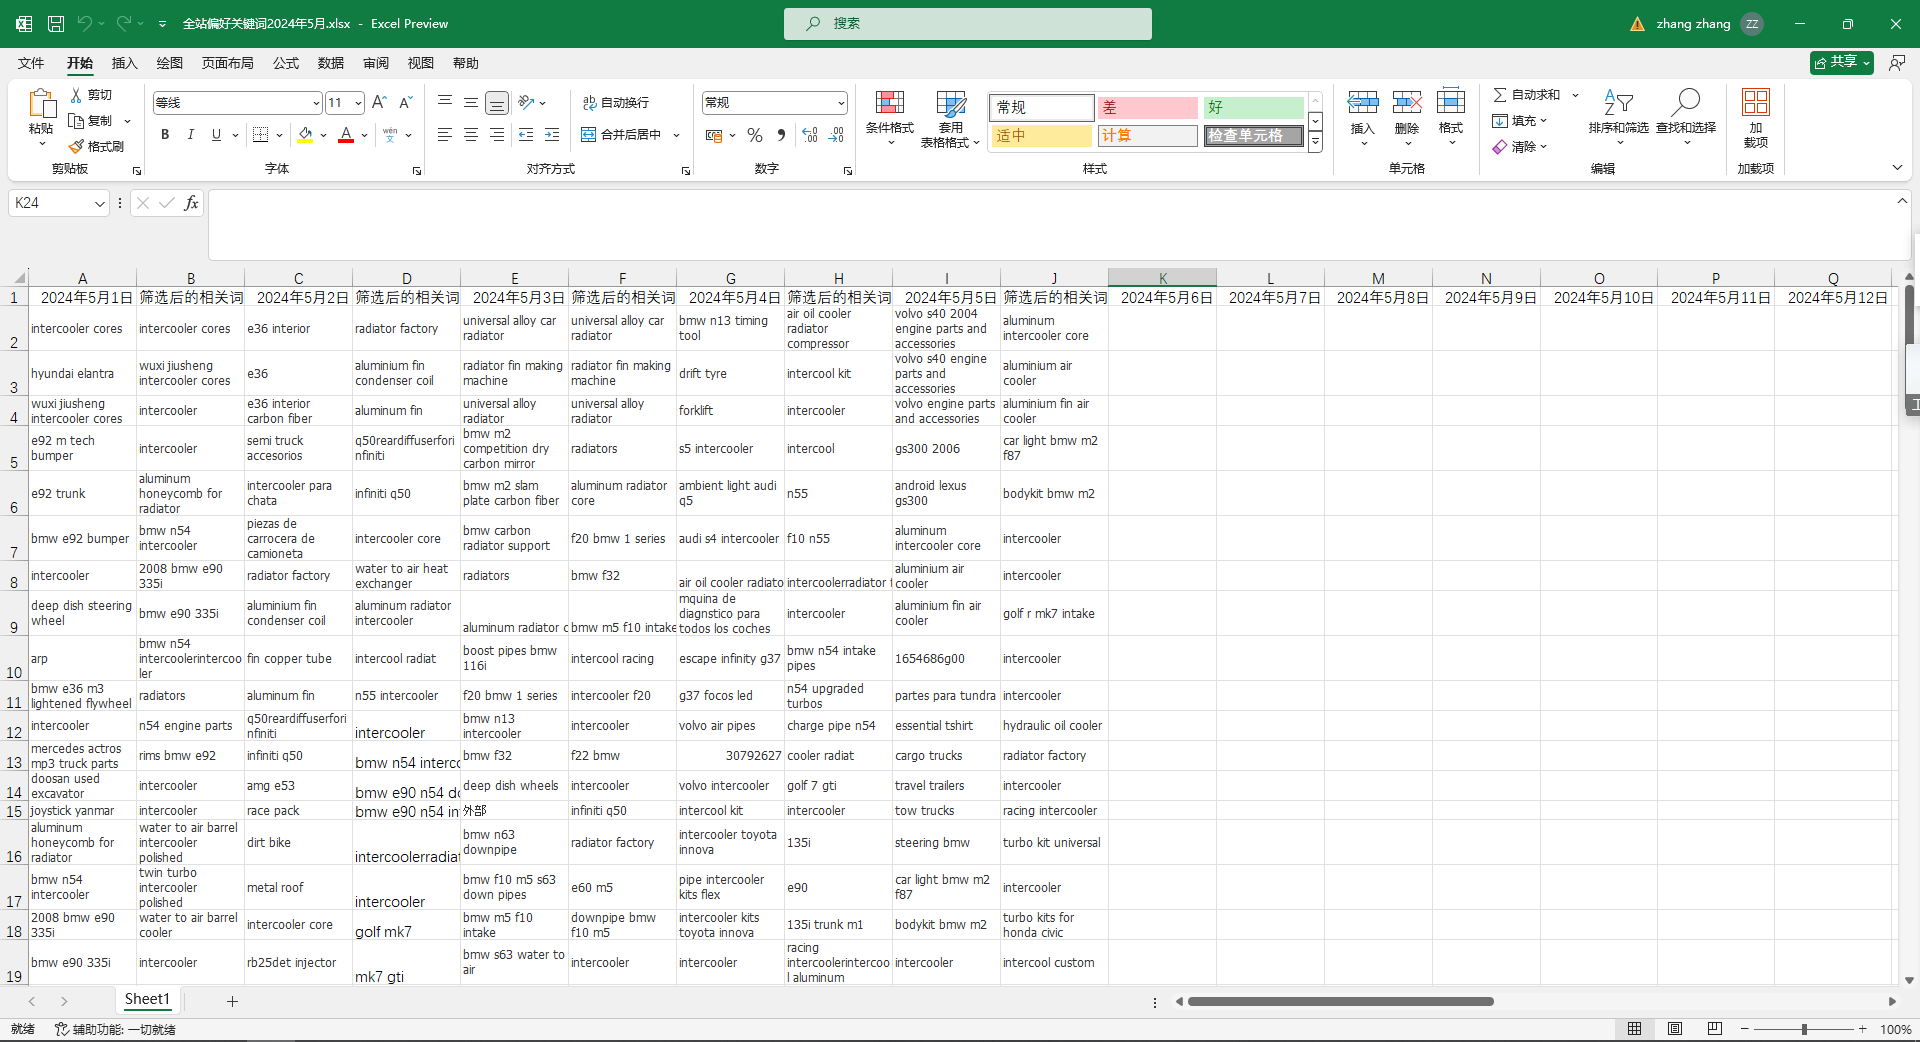 全站偏好关键词2024年5月.xlsx - Excel Preview
搜索
zhang zhang
ZZ
文件 开始 插入 绘图 页面布局 公式 数据 审阅 视图 帮助
共享
粘贴
剪切
复制
格式刷
剪贴板
等线 11
B I U
wén
文
字体
ab 自动换行
合并后居中
对齐方式
常规
数字
条件格式
套用
表格格式
常规 差 好
适中 计算 检查单元格
样式
插入 删除 格式
单元格
自动求和
填充
清除
排序和筛选 查找和选择
编辑
加
载项
加载项
K24
fx
A B C D E F G H I J K L M N O P Q
1 2024年5月1日 筛选后的相关词 2024年5月2日 筛选后的相关词 2024年5月3日 筛选后的相关词 2024年5月4日 筛选后的相关词 2024年5月5日 筛选后的相关词 2024年5月6日 2024年5月7日 2024年5月8日 2024年5月9日 2024年5月10日 2024年5月11日 2024年5月12日
2 intercooler cores intercooler cores e36 interior radiator factory universal alloy car radiator universal alloy car radiator bmw n13 timing tool air oil cooler radiator compressor volvo s40 2004 engine parts and accessories aluminum intercooler core
3 hyundai elantra wuxi jiusheng intercooler cores e36 aluminium fin condenser coil radiator fin making machine radiator fin making machine drift tyre intercool kit volvo s40 engine parts and accessories aluminium air cooler
4 wuxi jiusheng intercooler cores intercooler e36 interior carbon fiber aluminum fin universal alloy radiator universal alloy radiator forklift intercooler volvo engine parts and accessories aluminium fin air cooler
5 e92 m tech bumper intercooler semi truck accesorios q50reardiffuserfori nfiniti bmw m2 competition dry carbon mirror radiators s5 intercooler intercool gs300 2006 car light bmw m2 f87
6 e92 trunk aluminum honeycomb for radiator intercooler para chata infiniti q50 bmw m2 slam plate carbon fiber aluminum radiator core ambient light audi q5 n55 android lexus gs300 bodykit bmw m2
7 bmw e92 bumper bmw n54 intercooler piezas de carrocera de camioneta intercooler core bmw carbon radiator support f20 bmw 1 series audi s4 intercooler f10 n55 aluminum intercooler core intercooler
8 intercooler 2008 bmw e90 335i radiator factory water to air heat exchanger radiators bmw f32 air oil cooler radiato intercoolerradiator aluminium air cooler intercooler
9 deep dish steering wheel bmw e90 335i aluminium fin condenser coil aluminum radiator intercooler aluminum radiator c bmw m5 f10 intake mquina de diagnstico para todos los coches intercooler aluminium fin air cooler golf r mk7 intake
10 arp bmw n54 intercoolerintercoo ler fin copper tube intercool radiat boost pipes bmw 116i intercool racing escape infinity g37 bmw n54 intake pipes 1654686g00 intercooler
11 bmw e36 m3 lightened flywheel radiators aluminum fin n55 intercooler f20 bmw 1 series intercooler f20 g37 focos led n54 upgraded turbos partes para tundra intercooler
12 intercooler n54 engine parts q50reardiffuserfori nfiniti intercooler bmw n13 intercooler intercooler volvo air pipes charge pipe n54 essential tshirt hydraulic oil cooler
13 mercedes actros mp3 truck parts rims bmw e92 infiniti q50 bmw n54 interco bmw f32 f22 bmw 30792627 cooler radiat cargo trucks radiator factory
14 doosan used excavator intercooler amg e53 bmw e90 n54 do deep dish wheels intercooler volvo intercooler golf 7 gti travel trailers intercooler
15 joystick yanmar intercooler race pack bmw e90 n54 in 外部 infiniti q50 intercool kit intercooler tow trucks racing intercooler
16 aluminum honeycomb for radiator water to air barrel intercooler polished dirt bike intercoolerradiat bmw n63 downpipe radiator factory intercooler toyota innova 135i steering bmw turbo kit universal
17 bmw n54 intercooler twin turbo intercooler polished metal roof intercooler bmw f10 m5 s63 down pipes e60 m5 pipe intercooler kits flex e90 car light bmw m2 f87 intercooler
18 2008 bmw e90 335i water to air barrel cooler intercooler core golf mk7 bmw m5 f10 intake downpipe bmw f10 m5 intercooler kits toyota innova 135i trunk m1 bodykit bmw m2 turbo kits for honda civic
19 bmw e90 335i intercooler rb25det injector mk7 gti bmw s63 water to air intercooler intercooler racing intercoolerintercoo l aluminum intercooler intercool custom
Sheet1
就绪 辅助功能: 一切就绪
100%